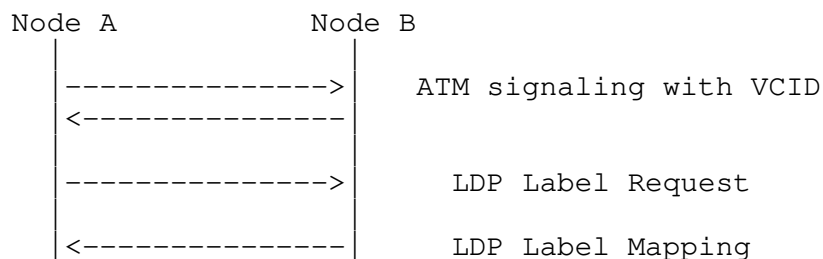 Node A Node B
ATM signaling with VCID
LDP Label Request
LDP Label Mapping